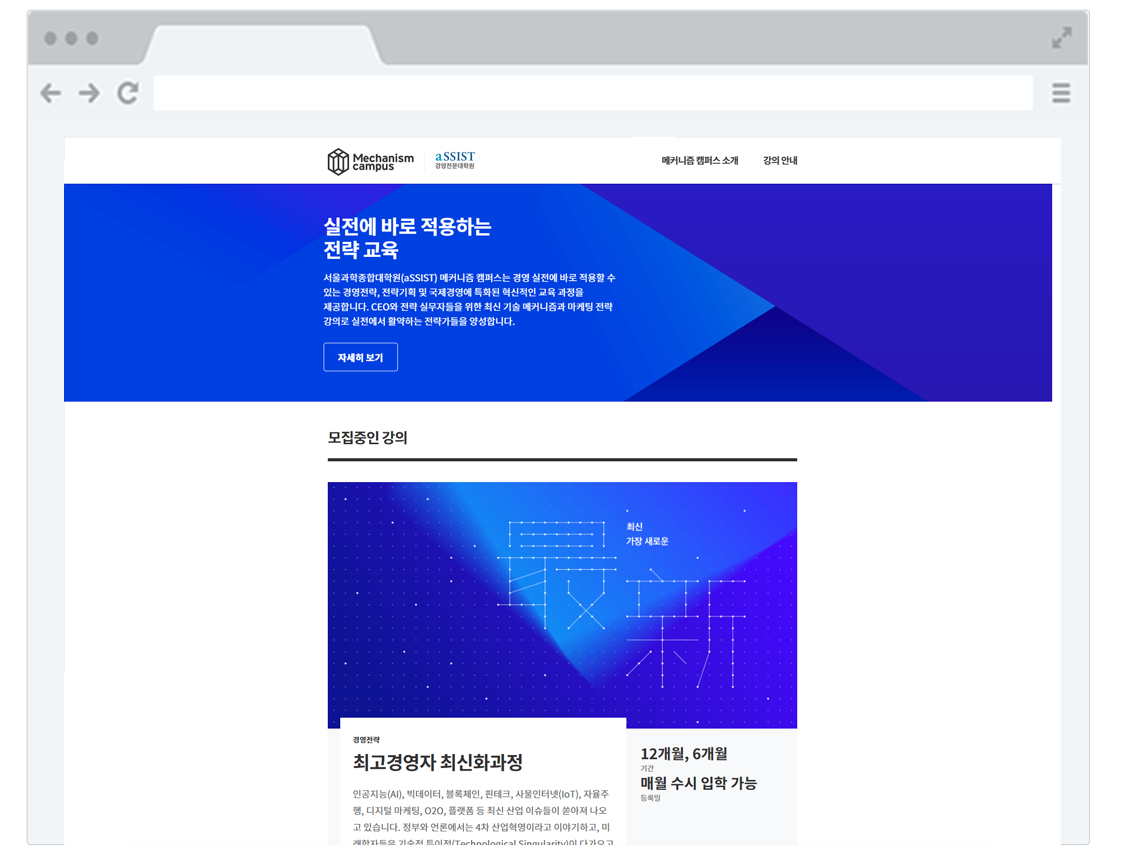 Mechanism
campus
aSSIST
경영전문대학원
메커니즘 캠퍼스 소개
강의 안내
실전에 바로 적용하는
전략 교육
서울과학종합대학원(aSSIST) 메커니즘 캠퍼스는 경영 실전에 바로 적용할 수
있는 경영전략, 전략기획 및 국제경영에 특화된 혁신적인 교육 과정을
제공합니다. CEO와 전략 실무자들을 위한 최신 기술 메커니즘과 마케팅 전략
강의로 실전에서 활약하는 전략가들을 양성합니다.
자세히 보기
모집중인 강의
최신
가장 새로운
最新
경영전략
최고경영자 최신화과정
인공지능(AI), 빅데이터, 블록체인, 핀테크, 사물인터넷(IoT), 자율주
행, 디지털 마케팅, O2O, 플랫폼 등 최신 산업 이슈들이 쏟아져 나오
고 있습니다. 정부와 언론에서는 4차 산업혁명이라고 이야기하고, 미
래학자들은 기술적 특이점(Technological Singularity)이 다가오고
12개월, 6개월
기간
매월 수시 입학 가능
등록일